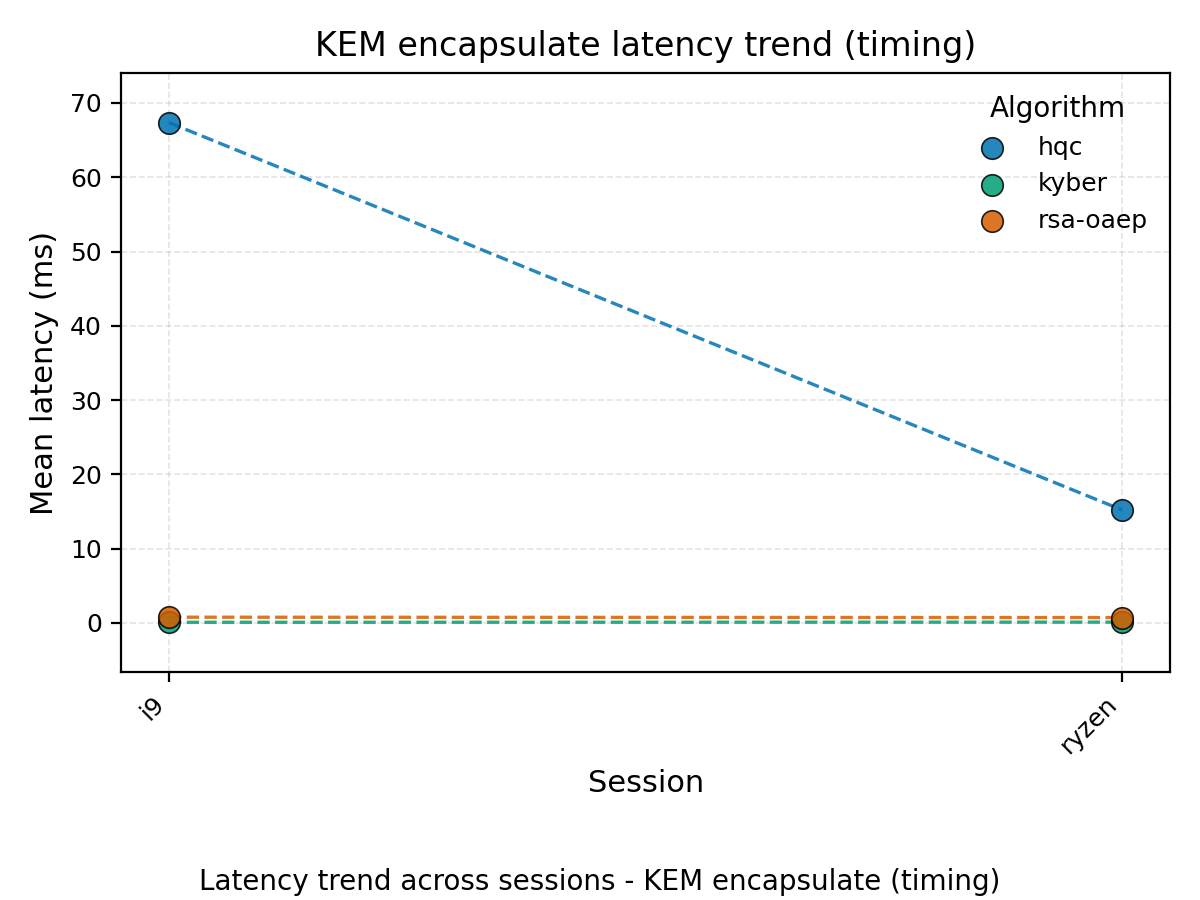 KEM encapsulate latency trend (timing)
Mean latency (ms)
70
60
50
40
30
20
10
0
Algorithm
hqc
kyber
rsa-oaep
i9
ryzen
Session
Latency trend across sessions - KEM encapsulate (timing)